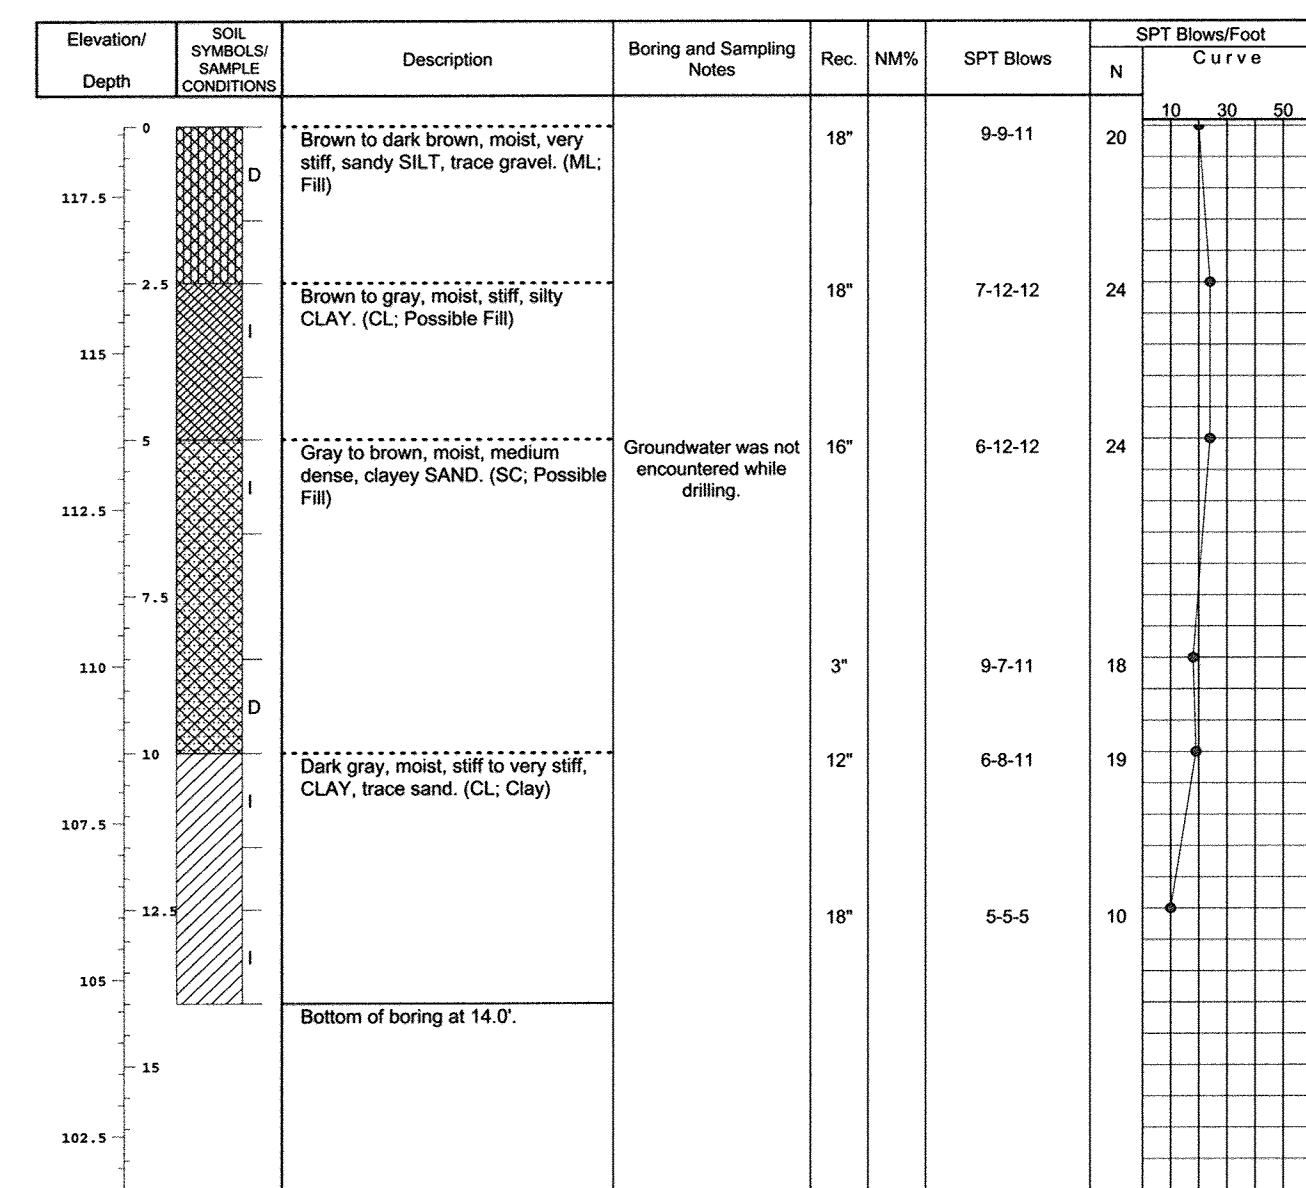 Elevation/
Depth
SOIL
SYMBOLS/
SAMPLE
CONDITIONS
Description
Boring and Sampling
Notes
Rec.
NM%
SPT Blows
SPT Blows/Foot
N
Curve
10 30 50
0
Brown to dark brown, moist, very
stiff, sandy SILT, trace gravel. (ML;
Fill)
18"
9-9-11
20
D
117.5
2.5
Brown to gray, moist, stiff, silty
CLAY. (CL; Possible Fill)
18"
7-12-12
24
I
115
5
Gray to brown, moist, medium
dense, clayey SAND. (SC; Possible
Fill)
Groundwater was not
encountered while
drilling.
16"
6-12-12
24
I
112.5
7.5
110
3"
9-7-11
18
D
10
Dark gray, moist, stiff to very stiff,
CLAY, trace sand. (CL; Clay)
12"
6-8-11
19
I
107.5
12.5
18"
5-5-5
10
I
105
Bottom of boring at 14.0'.
15
102.5